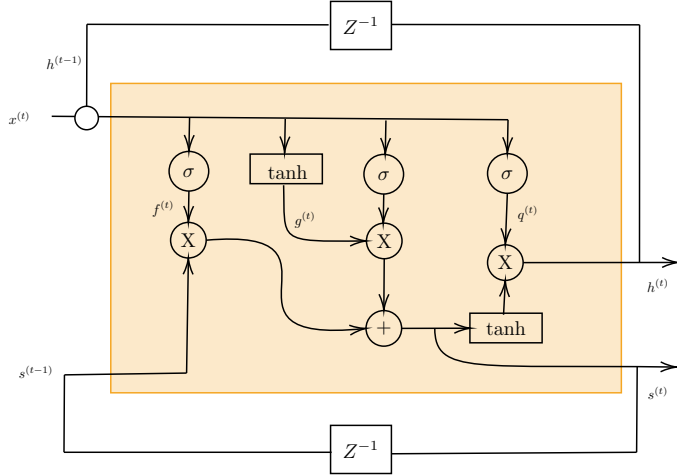 Z⁻¹
h⁽ᵗ⁻¹⁾
x⁽ᵗ⁾
σ tanh σ σ
f⁽ᵗ⁾ g⁽ᵗ⁾ q⁽ᵗ⁾
X X X
h⁽ᵗ⁾
+ tanh
s⁽ᵗ⁻¹⁾
s⁽ᵗ⁾
Z⁻¹